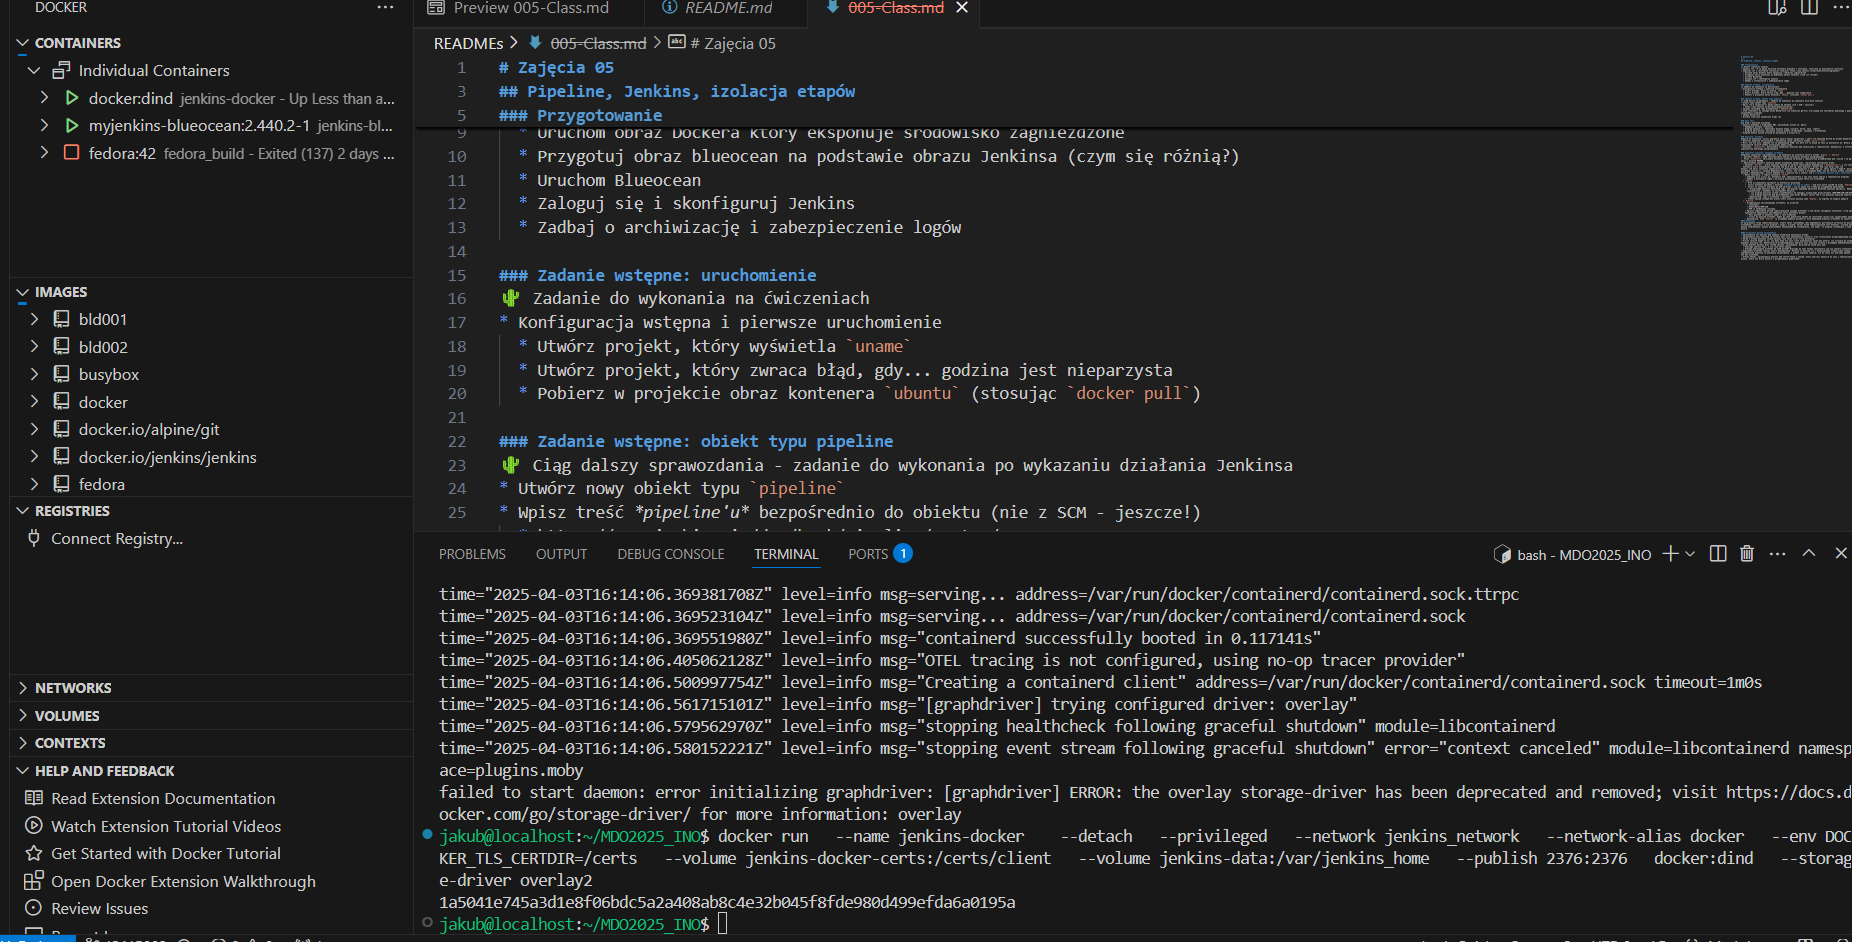 DOCKER
CONTAINERS
Individual Containers
docker:dind jenkins-docker - Up Less than a...
myjenkins-blueocean:2.440.2-1 jenkins-bl...
fedora:42 fedora_build - Exited (137) 2 days ...
IMAGES
bld001
bld002
busybox
docker
docker.io/alpine/git
docker.io/jenkins/jenkins
fedora
REGISTRIES
Connect Registry...
NETWORKS
VOLUMES
CONTEXTS
HELP AND FEEDBACK
Read Extension Documentation
Watch Extension Tutorial Videos
Get Started with Docker Tutorial
Open Docker Extension Walkthrough
Review Issues
Preview 005-Class.md
README.md
005-Class.md
READMEs > 005-Class.md > # Zajęcia 05
1 # Zajęcia 05
3 ## Pipeline, Jenkins, izolacja etapów
5 ### Przygotowanie
9 * Uruchom obraz Dockera który eksponuje środowisko zagnieżdżone
10 * Przygotuj obraz blueocean na podstawie obrazu Jenkinsa (czym się różnią?)
11 * Uruchom Blueocean
12 * Zaloguj się i skonfiguruj Jenkins
13 * Zadbaj o archiwizację i zabezpieczenie logów
14
15 ### Zadanie wstępne: uruchomienie
16 🌵 Zadanie do wykonania na ćwiczeniach
17 * Konfiguracja wstępna i pierwsze uruchomienie
18 * Utwórz projekt, który wyświetla `uname`
19 * Utwórz projekt, który zwraca błąd, gdy... godzina jest nieparzysta
20 * Pobierz w projekcie obraz kontenera `ubuntu` (stosując `docker pull`)
21
22 ### Zadanie wstępne: obiekt typu pipeline
23 🌵 Ciąg dalszy sprawozdania - zadanie do wykonania po wykazaniu działania Jenkinsa
24 * Utwórz nowy obiekt typu `pipeline`
25 * Wpisz treść *pipeline'u* bezpośrednio do obiektu (nie z SCM - jeszcze!)
PROBLEMS OUTPUT DEBUG CONSOLE TERMINAL PORTS 1
bash - MDO2025_INO
time="2025-04-03T16:14:06.369381708Z" level=info msg=serving... address=/var/run/docker/containerd/containerd.sock.ttrpc
time="2025-04-03T16:14:06.369523104Z" level=info msg=serving... address=/var/run/docker/containerd/containerd.sock
time="2025-04-03T16:14:06.369551980Z" level=info msg="containerd successfully booted in 0.117141s"
time="2025-04-03T16:14:06.405062128Z" level=info msg="OTEL tracing is not configured, using no-op tracer provider"
time="2025-04-03T16:14:06.500997754Z" level=info msg="Creating a containerd client" address=/var/run/docker/containerd/containerd.sock timeout=1m0s
time="2025-04-03T16:14:06.561715101Z" level=info msg="[graphdriver] trying configured driver: overlay"
time="2025-04-03T16:14:06.579562970Z" level=info msg="stopping healthcheck following graceful shutdown" module=libcontainerd
time="2025-04-03T16:14:06.580152221Z" level=info msg="stopping event stream following graceful shutdown" error="context canceled" module=libcontainerd namesp
ace=plugins.moby
failed to start daemon: error initializing graphdriver: [graphdriver] ERROR: the overlay storage-driver has been deprecated and removed; visit https://docs.d
ocker.com/go/storage-driver/ for more information: overlay
jakub@localhost:~/MDO2025_INO$ docker run --name jenkins-docker --detach --privileged --network jenkins_network --network-alias docker --env DOC
KER_TLS_CERTDIR=/certs --volume jenkins-docker-certs:/certs/client --volume jenkins-data:/var/jenkins_home --publish 2376:2376 docker:dind --storag
e-driver overlay2
1a5041e745a3d1e8f06bdc5a2a408ab8c4e32b045f8fde980d499efda6a0195a
jakub@localhost:~/MDO2025_INO$